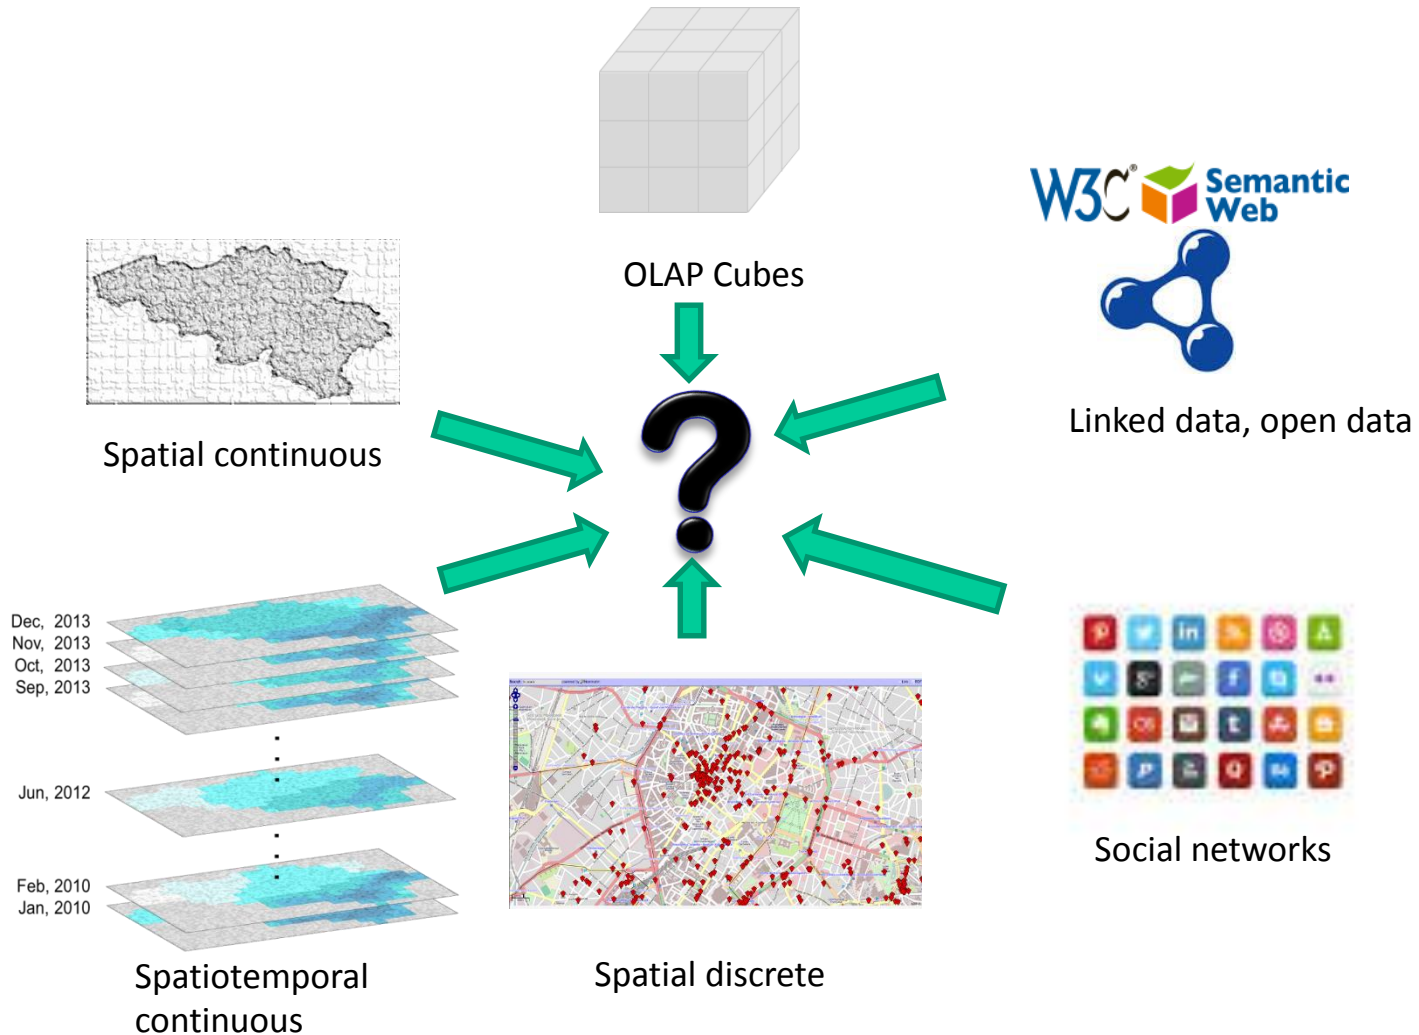 OLAP Cubes
W3C®
Semantic
Web
Linked data, open data
Spatial continuous
Dec, 2013
Nov, 2013
Oct, 2013
Sep, 2013
Jun, 2012
Feb, 2010
Jan, 2010
Spatiotemporal
continuous
Spatial discrete
Social networks
?
in
f
t